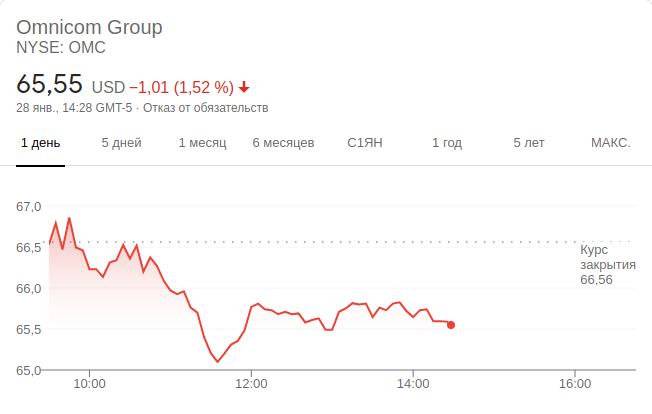 Omnicom Group
NYSE: OMC
65,55 USD −1,01 (1,52 %)
28 янв., 14:28 GMT-5 · Отказ от обязательств
1 день 5 дней 1 месяц 6 месяцев С1ЯН 1 год 5 лет МАКС.
67,0
66,5
Курс
закрытия
66,56
66,0
65,5
65,0
10:00 12:00 14:00 16:00